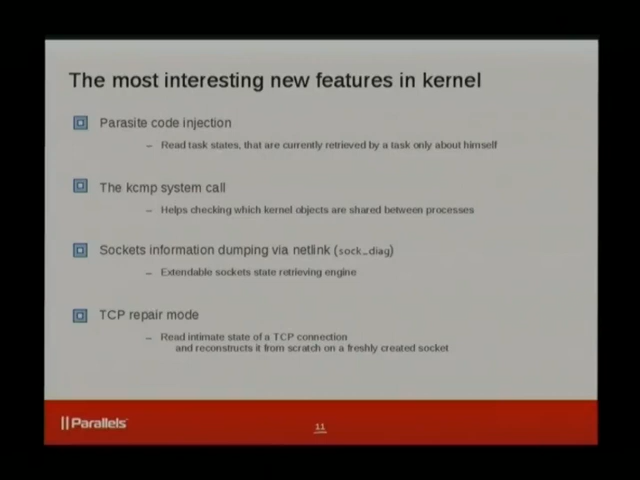 The most interesting new features in kernel
Parasite code injection
– Read task states, that are currently retrieved by a task only about himself
The kcmp system call
– Helps checking which kernel objects are shared between processes
Sockets information dumping via netlink (sock_diag)
– Extendable sockets state retrieving engine
TCP repair mode
– Read intimate state of a TCP connection
and reconstructs it from scratch on a freshly created socket
Parallels
11